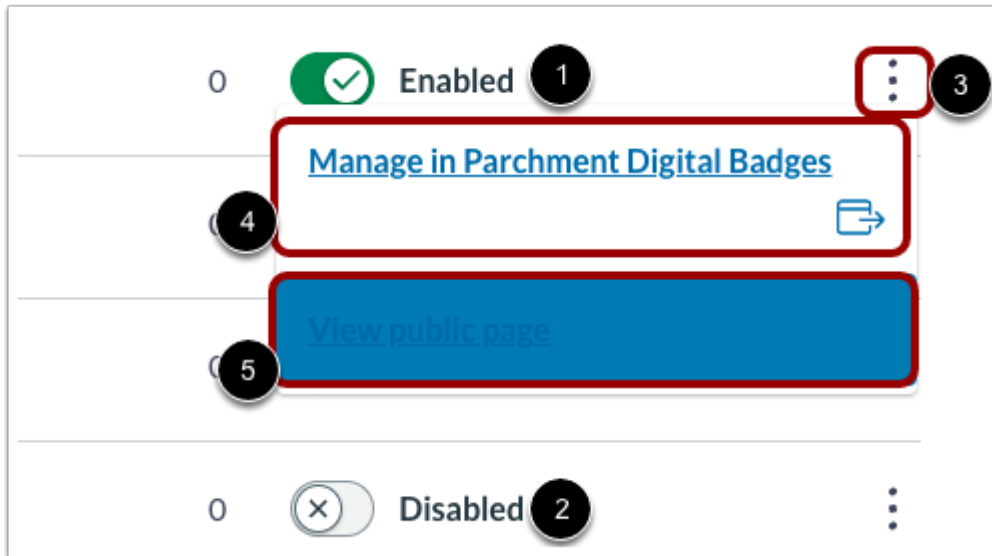 0 Enabled 1
3
Manage in Parchment Digital Badges
4
View public page
5
0 Disabled 2